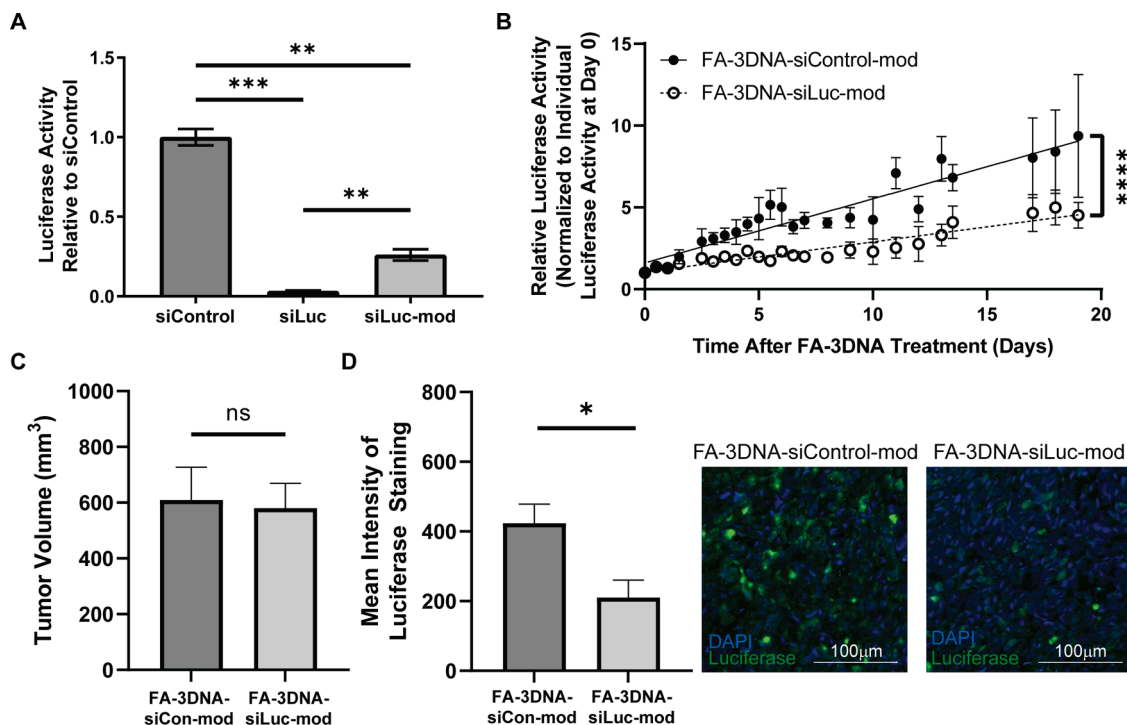 A
Luciferase Activity
Relative to siControl
1.5
1.0
0.5
0.0
**
***
**
siControl
siLuc
siLuc-mod
B
Relative Luciferase Activity
(Normalized to Individual
Luciferase Activity at Day 0)
15
10
5
0
FA-3DNA-siControl-mod
FA-3DNA-siLuc-mod
****
0
5
10
15
20
Time After FA-3DNA Treatment (Days)
C
Tumor Volume (mm³)
1000
800
600
400
200
0
ns
FA-3DNA-
siCon-mod
FA-3DNA-
siLuc-mod
D
Mean Intensity of
Luciferase Staining
800
600
400
200
0
*
FA-3DNA-
siCon-mod
FA-3DNA-
siLuc-mod
FA-3DNA-siControl-mod
DAPI
Luciferase
100μm
FA-3DNA-siLuc-mod
DAPI
Luciferase
100μm